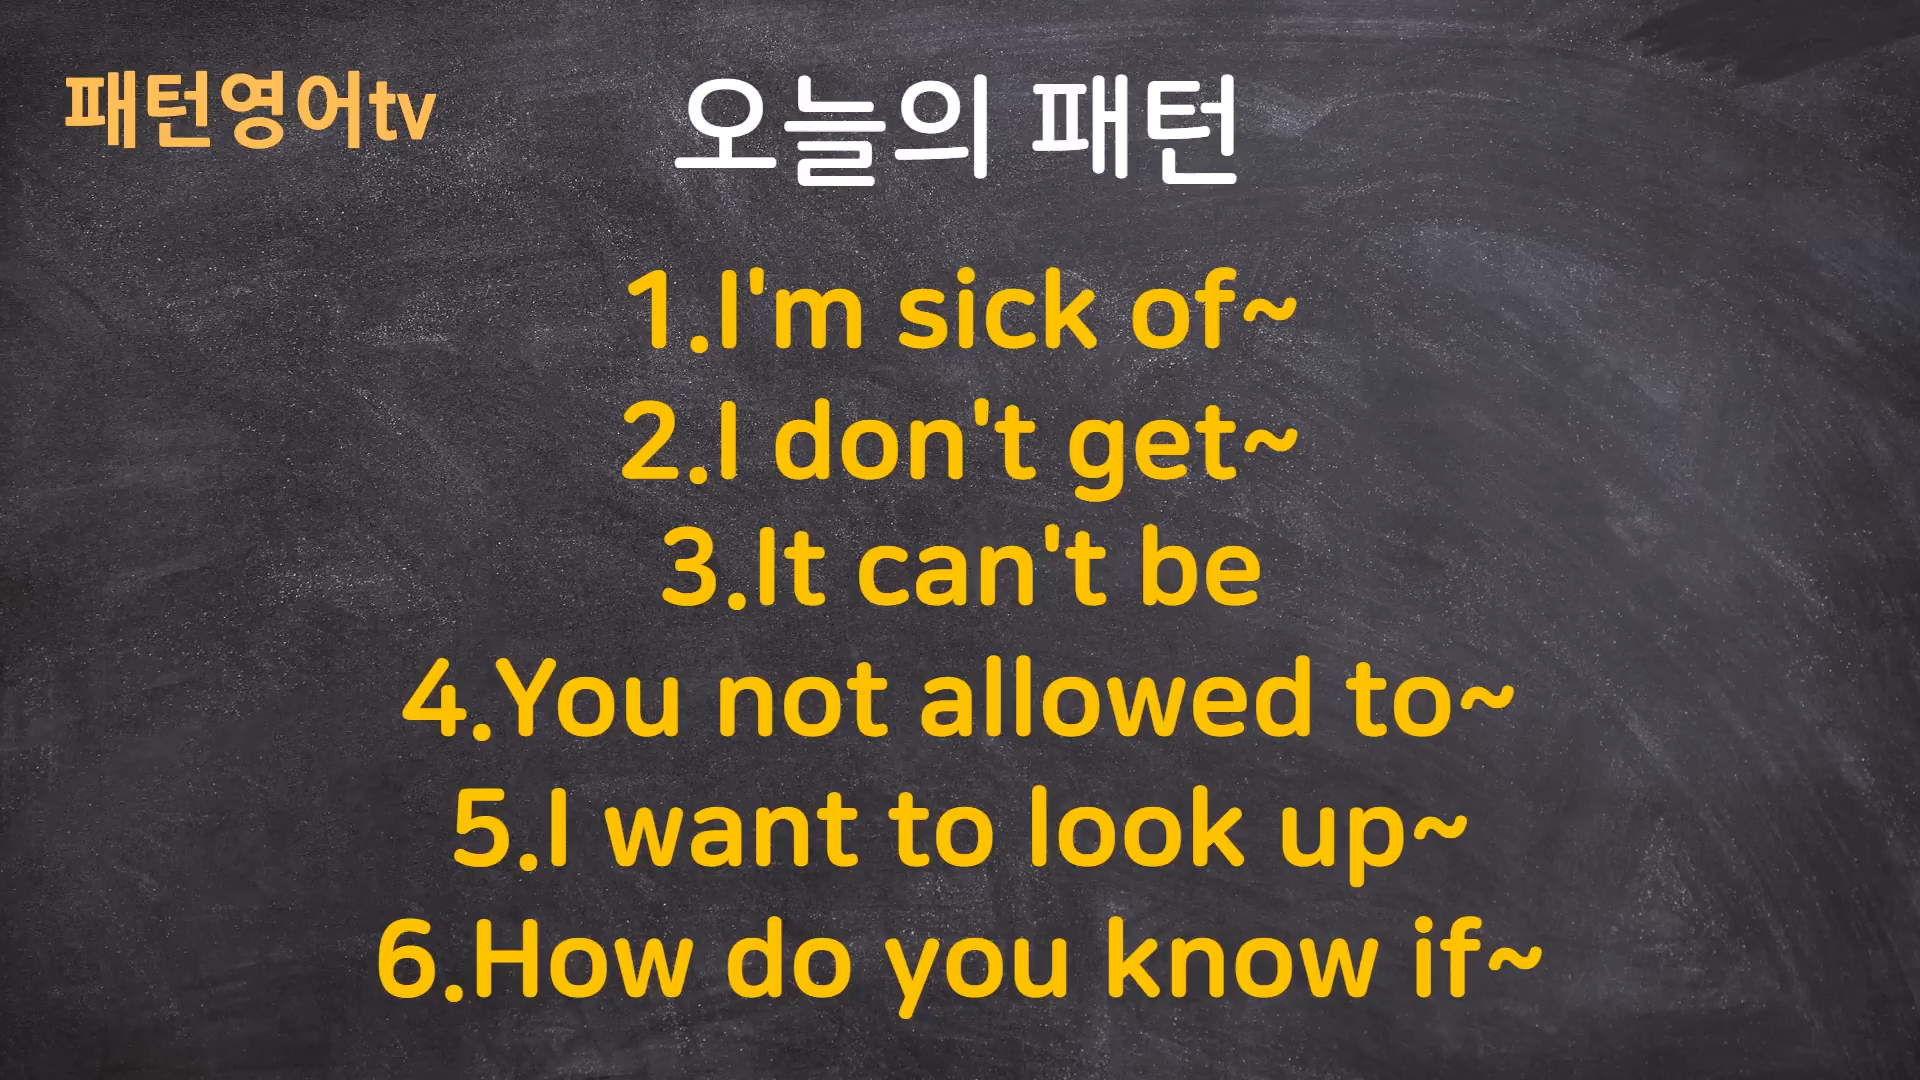 패턴영어tv
오늘의 패턴
1.I'm sick of~
2.I don't get~
3.It can't be
4.You not allowed to~
5.I want to look up~
6.How do you know if~